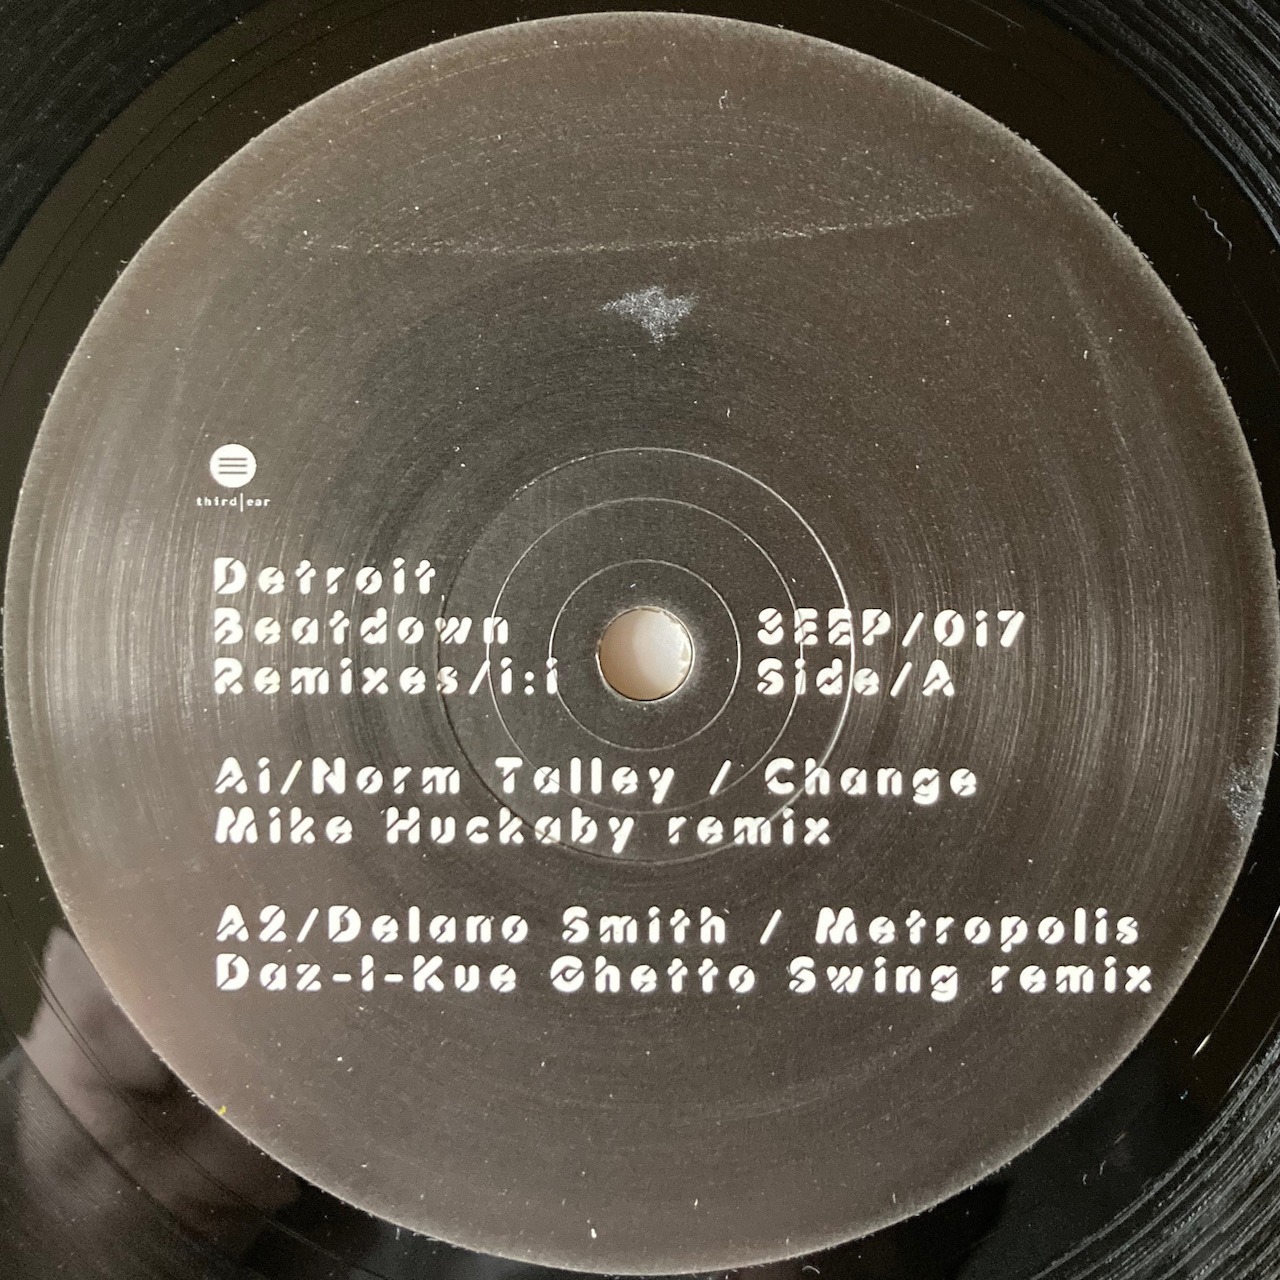 third|ear
Detroit
Beatdown
Remixes/i:i
3EEP/0i7
Side/A
Ai/Norm Talley / Change
Mike Huckaby remix
A2/Delano Smith / Metropolis
Daz-I-Kue Ghetto Swing remix